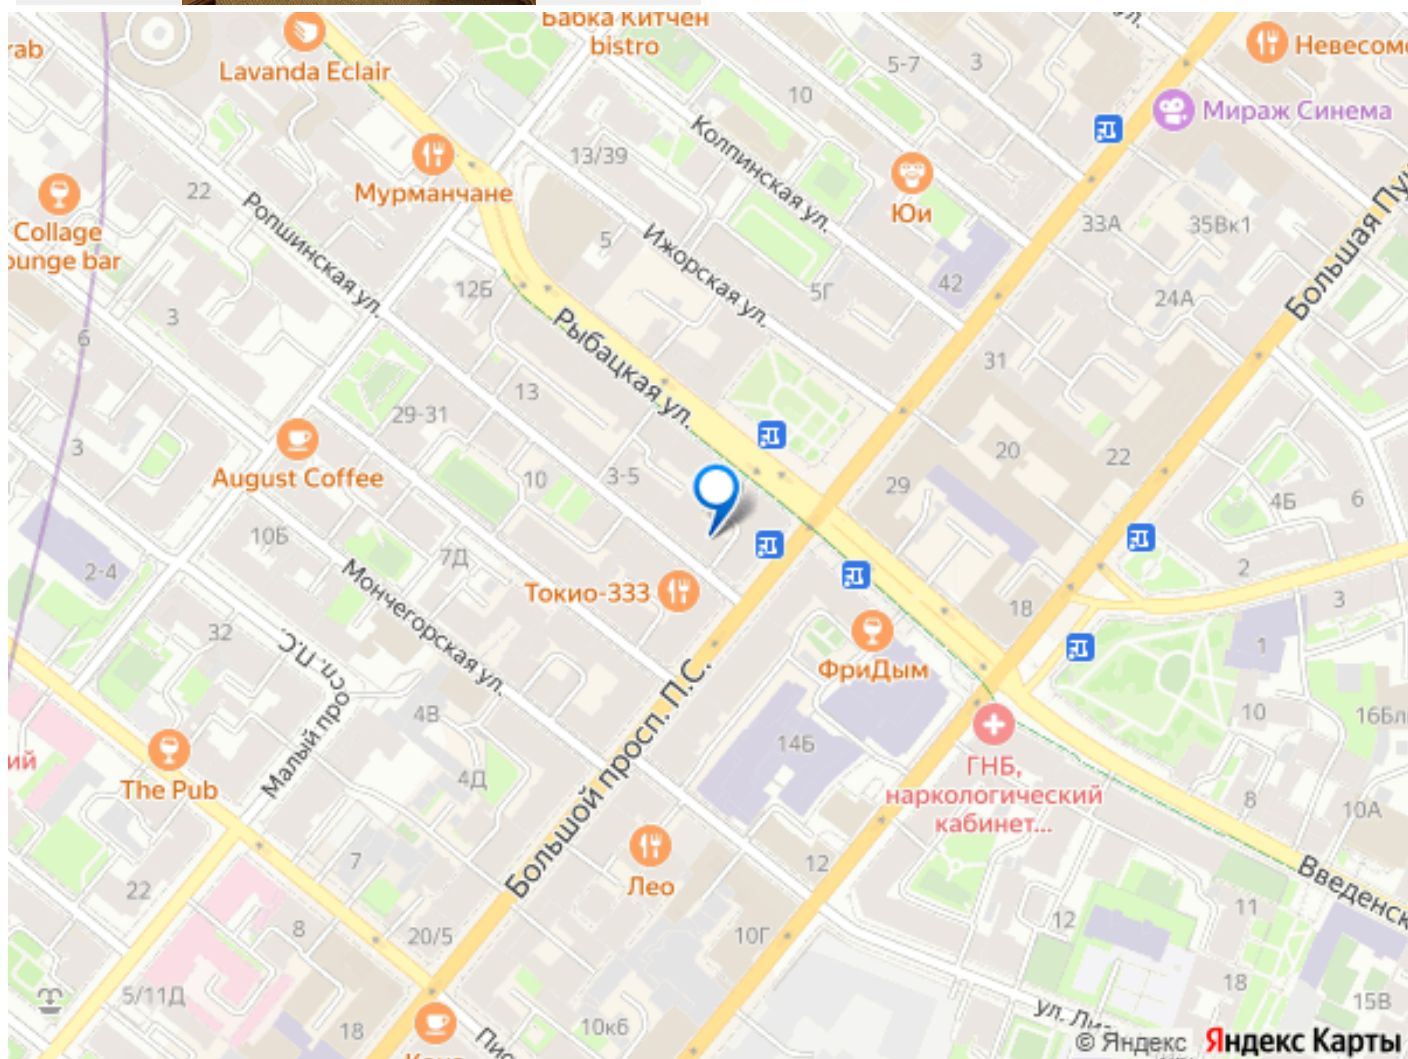 Бабка Китчен
bistro
ул.
rab
Lavanda Eclair
5-7
3
Невесом
10
Мираж Синема
Колпинская ул.
13/39
Мурманчане
22
Юи
Collage
ounge bar
Ропшинская ул.
5
Ижорская ул.
33А
35Вк1
Большая Пу
12Б
5Г
42
24А
3
6
Рыбацкая ул.
31
13
29-31
3
August Coffee
10
3-5
20
22
29
4Б
6
10Б
7Д
2-4
Мончегорская ул.
Токио-333
2
18
3
32
Малый просп. П.С.
ФриДым
1
4В
Большой просп. П.С.
14Б
10
16Бл
ий
The Pub
4Д
ГНБ,
наркологический
кабинет...
8
10А
7
Лео
12
Введенск
22
11
12
8
20/5
10Г
18
5/11Д
18
10к6
15В
ул. Ли
© Яндекс Яндекс Карты